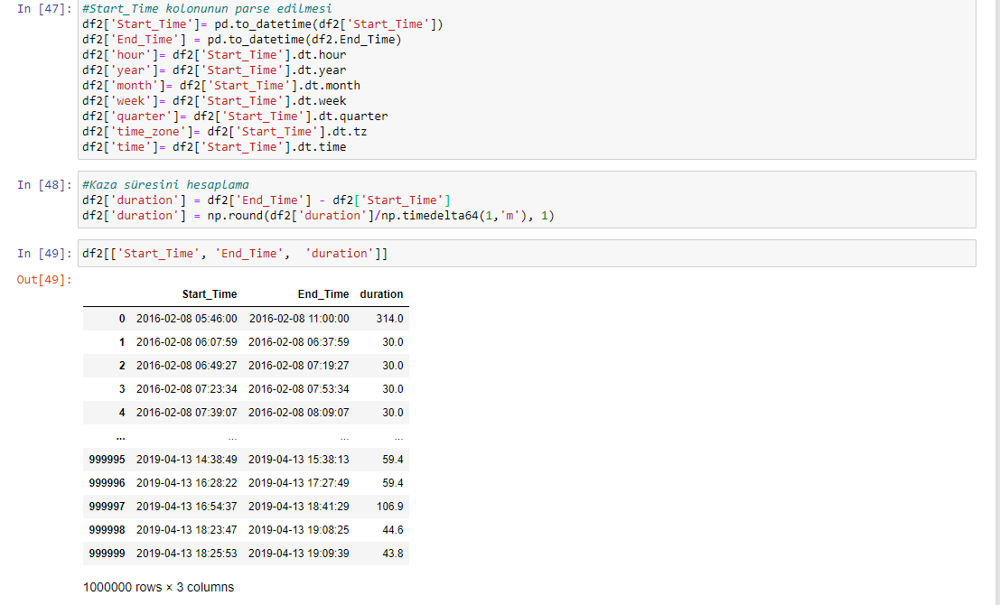 In [47]: #Start_Time kolonunun parse edilmesi
df2['Start_Time']= pd.to_datetime(df2['Start_Time'])
df2['End_Time'] = pd.to_datetime(df2.End_Time)
df2['hour']= df2['Start_Time'].dt.hour
df2['year']= df2['Start_Time'].dt.year
df2['month']= df2['Start_Time'].dt.month
df2['week']= df2['Start_Time'].dt.week
df2['quarter']= df2['Start_Time'].dt.quarter
df2['time_zone']= df2['Start_Time'].dt.tz
df2['time']= df2['Start_Time'].dt.time
In [48]: #Kaza süresini hesaplama
df2['duration'] = df2['End_Time'] - df2['Start_Time']
df2['duration'] = np.round(df2['duration']/np.timedelta64(1,'m'), 1)
In [49]: df2[['Start_Time', 'End_Time',  'duration']]
Out[49]:
Start_Time End_Time duration
0 2016-02-08 05:46:00 2016-02-08 11:00:00 314.0
1 2016-02-08 06:07:59 2016-02-08 06:37:59 30.0
2 2016-02-08 06:49:27 2016-02-08 07:19:27 30.0
3 2016-02-08 07:23:34 2016-02-08 07:53:34 30.0
4 2016-02-08 07:39:07 2016-02-08 08:09:07 30.0
... ... ... ...
999995 2019-04-13 14:38:49 2019-04-13 15:38:13 59.4
999996 2019-04-13 16:28:22 2019-04-13 17:27:49 59.4
999997 2019-04-13 16:54:37 2019-04-13 18:41:29 106.9
999998 2019-04-13 18:23:47 2019-04-13 19:08:25 44.6
999999 2019-04-13 18:25:53 2019-04-13 19:09:39 43.8
1000000 rows × 3 columns